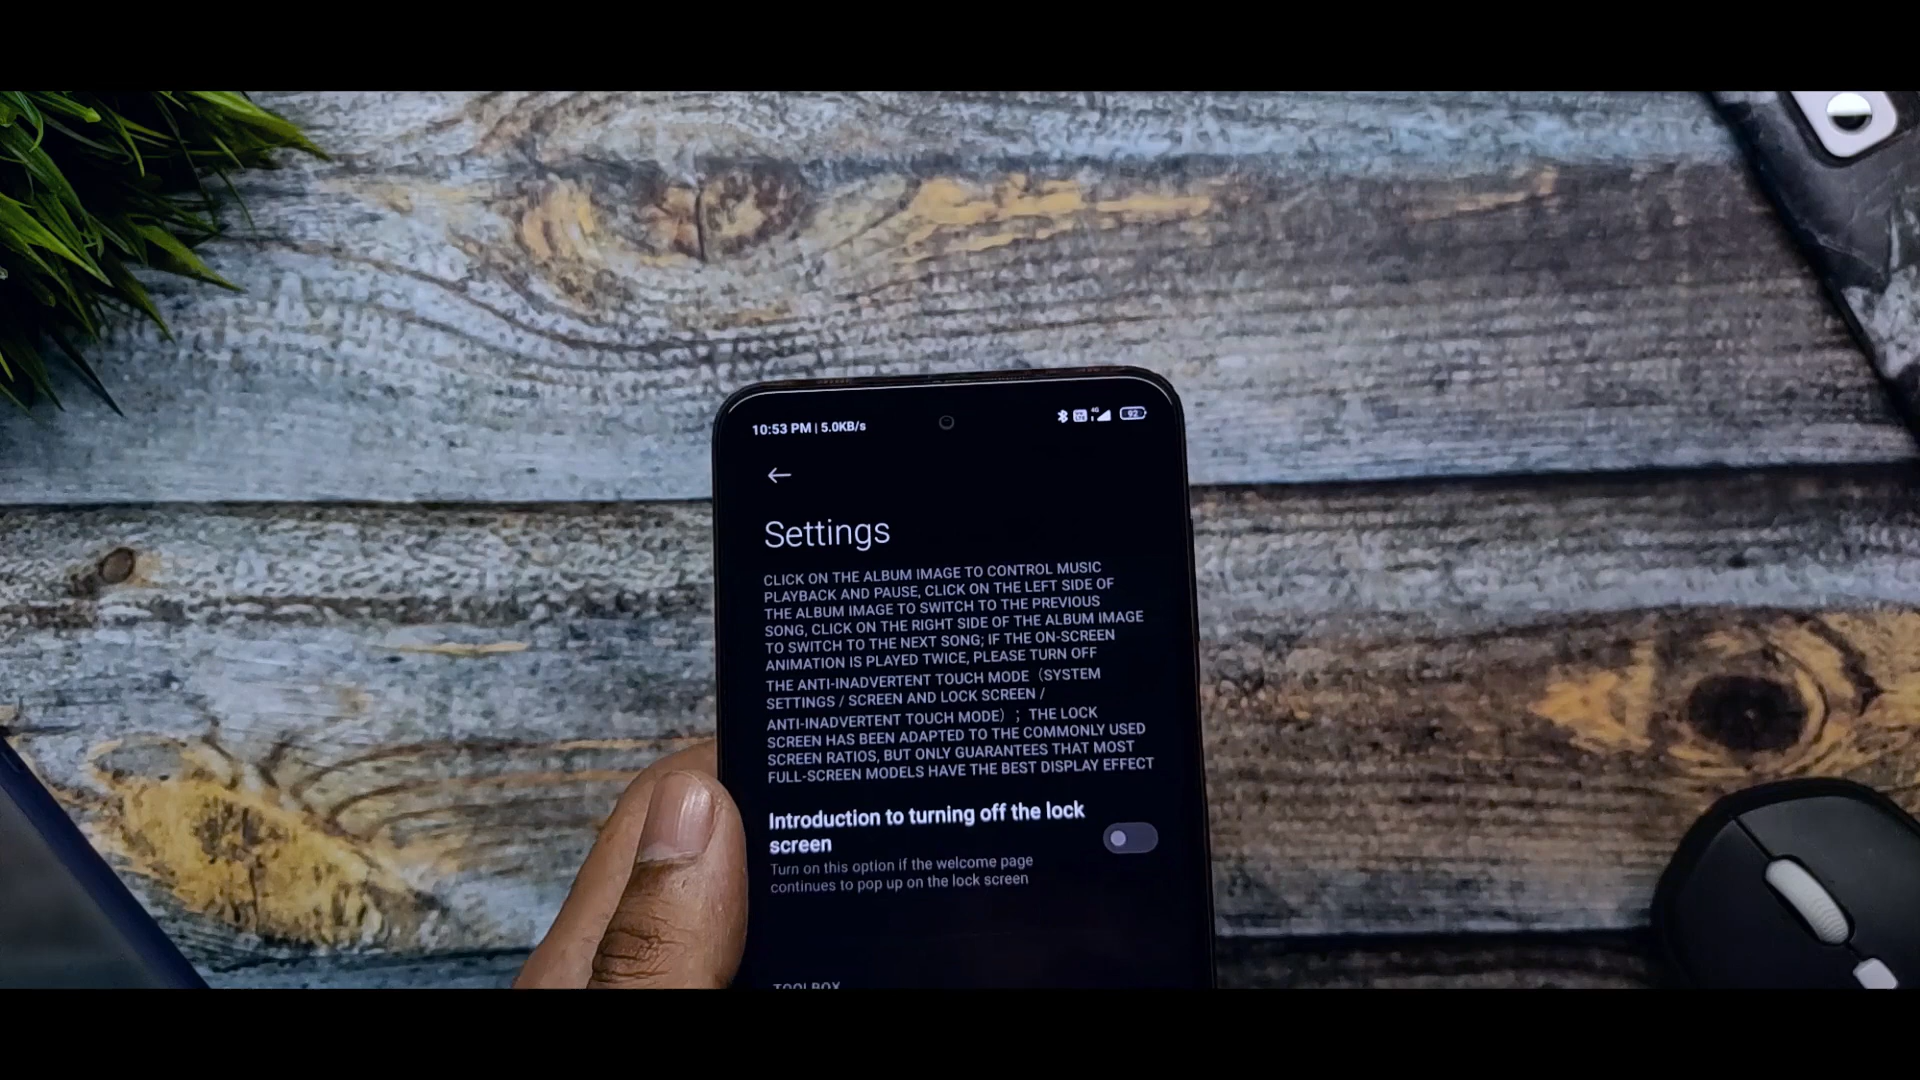 10:53 PM | 5.0KB/s
4G
92
Settings
CLICK ON THE ALBUM IMAGE TO CONTROL MUSIC
PLAYBACK AND PAUSE, CLICK ON THE LEFT SIDE OF
THE ALBUM IMAGE TO SWITCH TO THE PREVIOUS
SONG, CLICK ON THE RIGHT SIDE OF THE ALBUM IMAGE
TO SWITCH TO THE NEXT SONG; IF THE ON-SCREEN
ANIMATION IS PLAYED TWICE, PLEASE TURN OFF
THE ANTI-INADVERTENT TOUCH MODE（SYSTEM
SETTINGS / SCREEN AND LOCK SCREEN /
ANTI-INADVERTENT TOUCH MODE）；THE LOCK
SCREEN HAS BEEN ADAPTED TO THE COMMONLY USED
SCREEN RATIOS, BUT ONLY GUARANTEES THAT MOST
FULL-SCREEN MODELS HAVE THE BEST DISPLAY EFFECT
Introduction to turning off the lock
screen
Turn on this option if the welcome page
continues to pop up on the lock screen
TOOLBOX